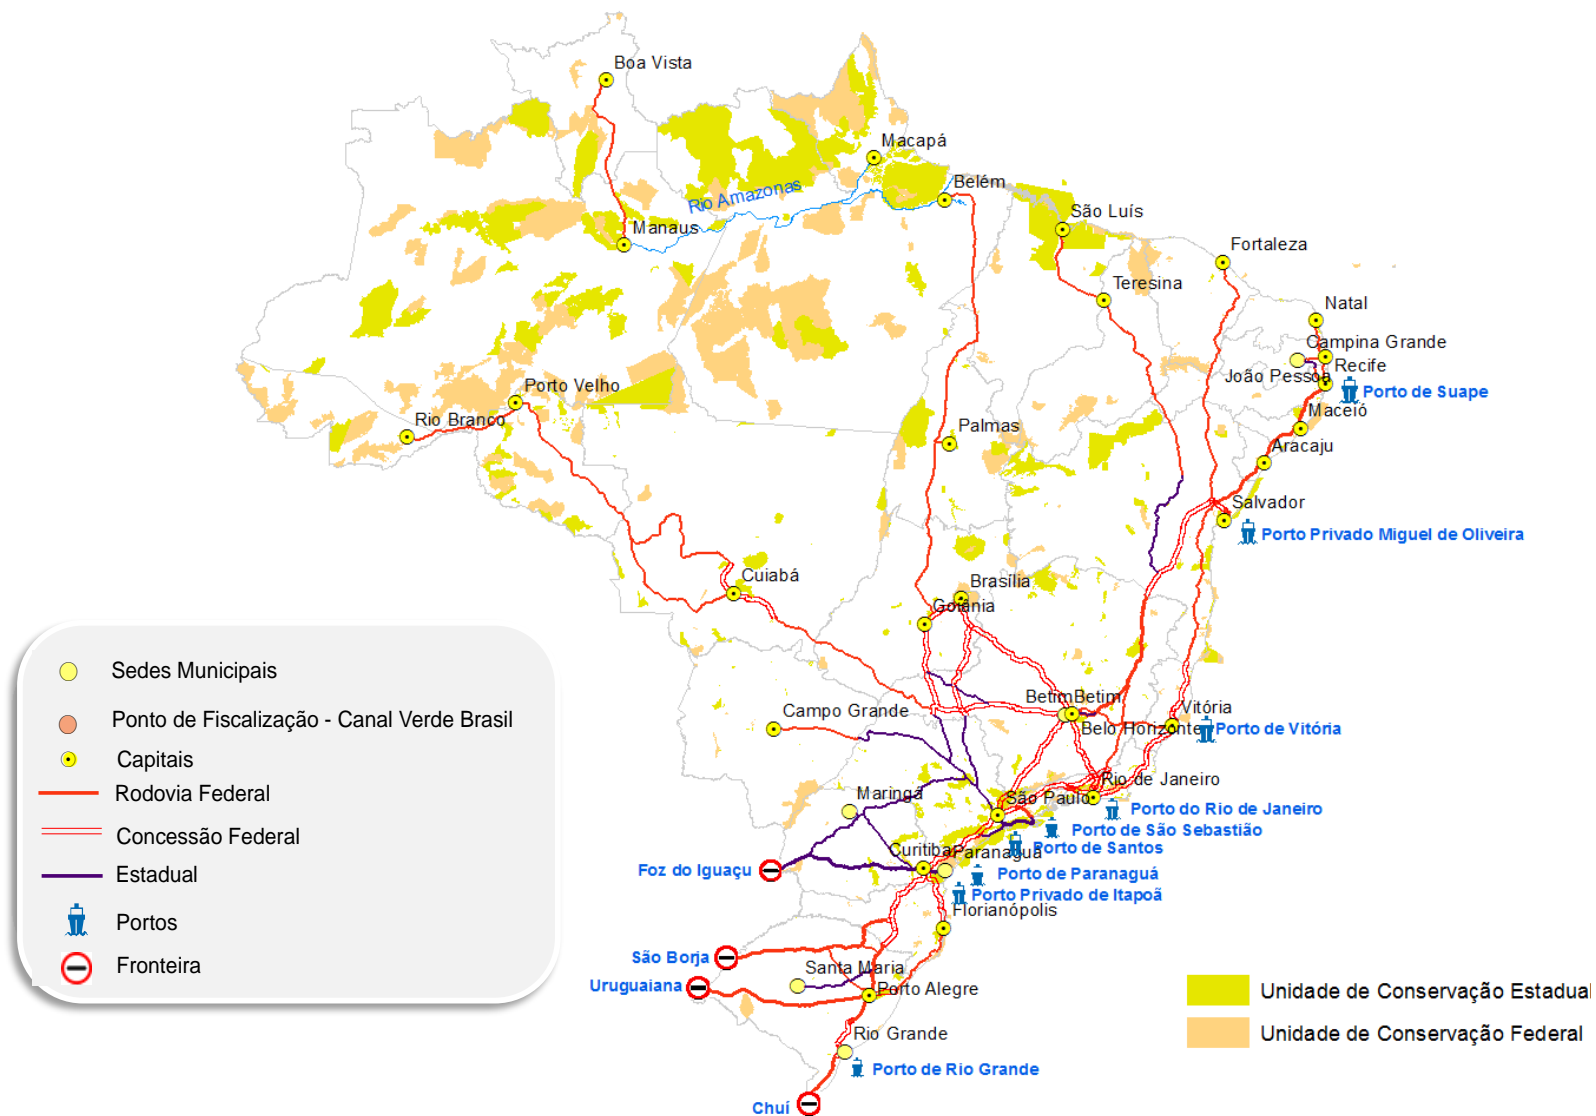 Boa Vista
Macapá
Belém
Rio Amazonas
São Luís
Manaus
Fortaleza
Teresina
Natal
Campina Grande
Recife
João Pessoa
Porto de Suape
Porto Velho
Maceió
Rio Branco
Palmas
Aracaju
Salvador
Porto Privado Miguel de Oliveira
Cuiabá
Brasília
Goiânia
Betim
Betim
Campo Grande
Vitória
Belo Horizonte
Porto de Vitória
Rio de Janeiro
Maringá
São Paulo
Porto do Rio de Janeiro
Porto de São Sebastião
Porto de Santos
Curitiba
Paranaguá
Foz do Iguaçu
Porto de Paranaguá
Porto Privado de Itapoã
Florianópolis
São Borja
Santa Maria
Uruguaiana
Porto Alegre
Rio Grande
Porto de Rio Grande
Chuí
Sedes Municipais
Ponto de Fiscalização - Canal Verde Brasil
Capitais
Rodovia Federal
Concessão Federal
Estadual
Portos
Fronteira
Unidade de Conservação Estadual
Unidade de Conservação Federal